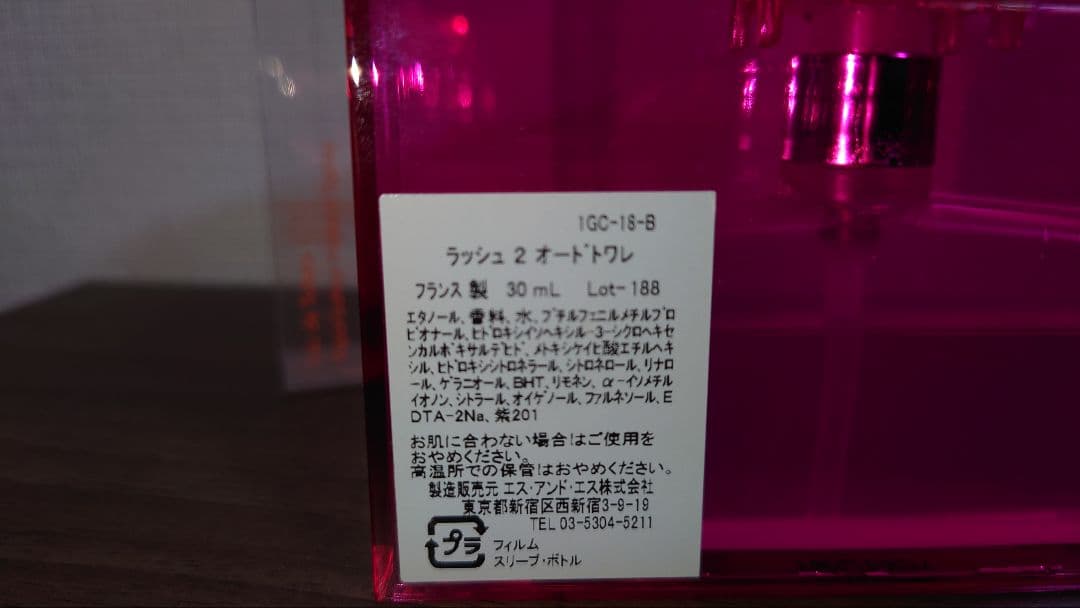 1GC-18-B
ラッシュ 2 オードトワレ
フランス 製 30 mL Lot-188
エタノール、香料、水、ブチルフェニルメチルプロ
ピオナール、ヒドロキシイソヘキシル-3-シクロヘキセ
ンカルボキサルデヒド、メトキシケイヒ酸エチルヘキ
シル、ヒドロキシシトロネラール、シトロネロール、リナロ
ール、ゲラニオール、BHT、リモネン、α-イソメチル
イオノン、シトラール、オイゲノール、ファルネソール、E
DTA-2Na、紫201
お肌に合わない場合はご使用を
おやめください。
高温所での保管はおやめください。
製造販売元 エス・アンド・エス株式会社
東京都新宿区西新宿3-9-19
TEL 03-5304-5211
プラ
フィルム
スリーブ・ボトル